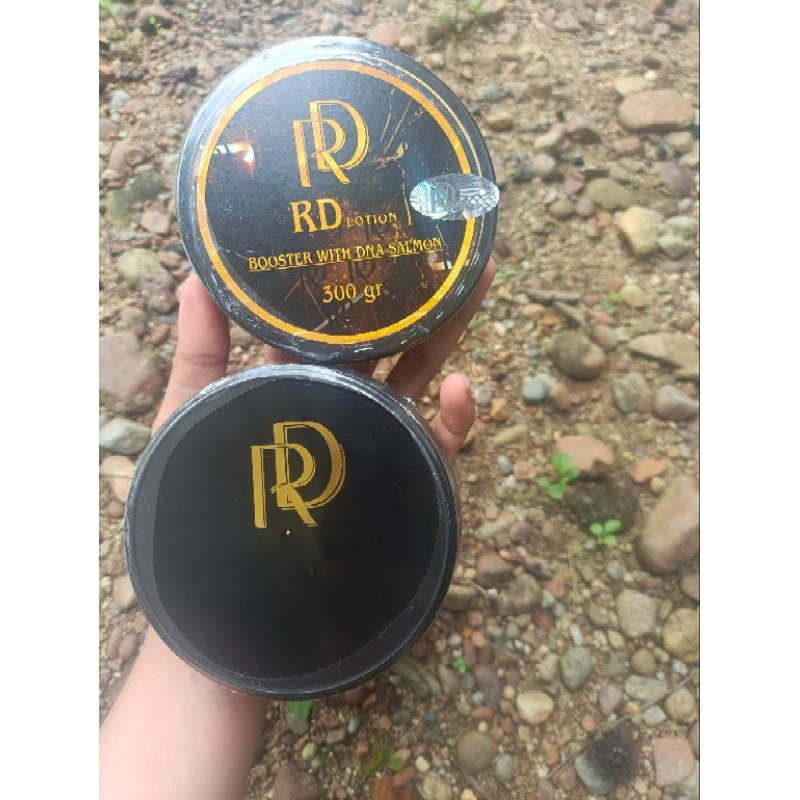 RD
RD LOTION
BOOSTER WITH DNA SALMON
300 gr
RD